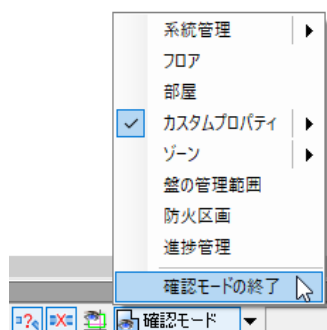 系統管理
フロア
部屋
カスタムプロパティ
ゾーン
盤の管理範囲
防火区画
進捗管理
確認モードの終了
確認モード